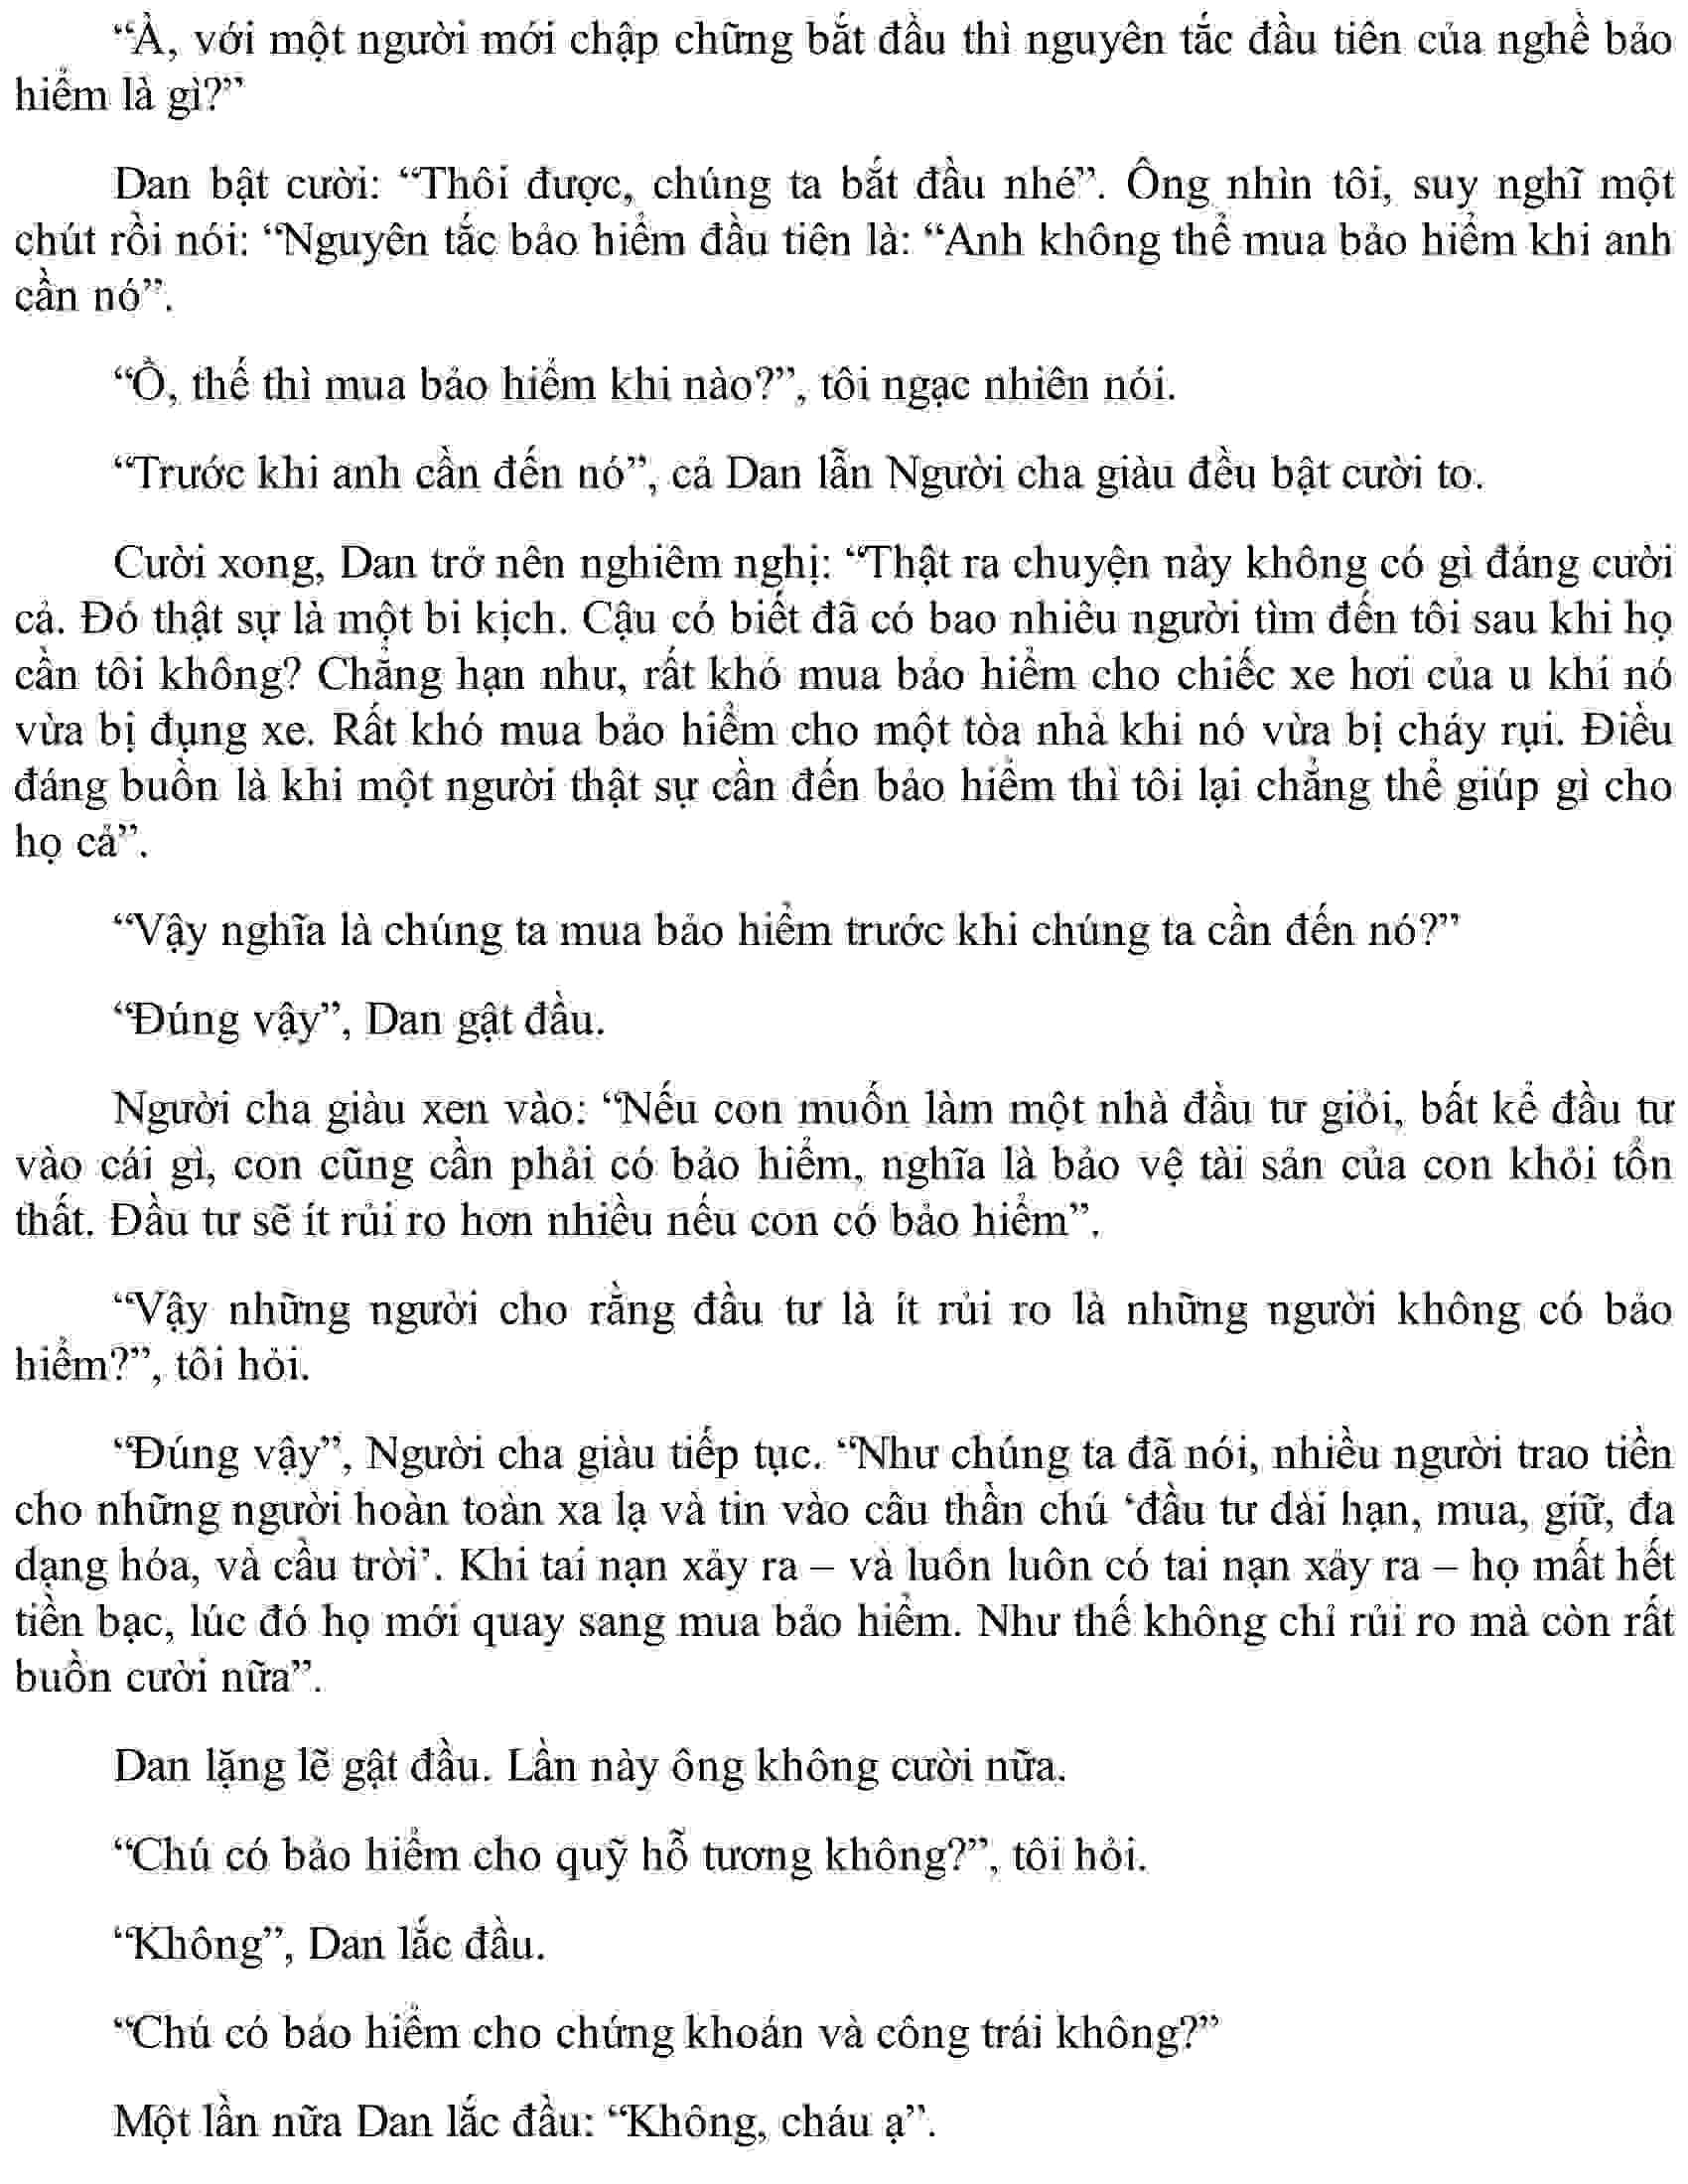 “À, với một người mới chập chững bắt đầu thì nguyên tắc đầu tiên của nghề bảo
hiểm là gì?”
Dan bật cười: “Thôi được, chúng ta bắt đầu nhé”. Ông nhìn tôi, suy nghĩ một
chút rồi nói: “Nguyên tắc bảo hiểm đầu tiên là: “Anh không thể mua bảo hiểm khi anh
cần nó”.
“Ồ, thế thì mua bảo hiểm khi nào?”, tôi ngạc nhiên nói.
“Trước khi anh cần đến nó”, cả Dan lẫn Người cha giàu đều bật cười to.
Cười xong, Dan trở nên nghiêm nghị: “Thật ra chuyện này không có gì đáng cười
cả. Đó thật sự là một bi kịch. Cậu có biết đã có bao nhiêu người tìm đến tôi sau khi họ
cần tôi không? Chẳng hạn như, rất khó mua bảo hiểm cho chiếc xe hơi của u khi nó
vừa bị đụng xe. Rất khó mua bảo hiểm cho một tòa nhà khi nó vừa bị cháy rụi. Điều
đáng buồn là khi một người thật sự cần đến bảo hiểm thì tôi lại chẳng thể giúp gì cho
họ cả”.
“Vậy nghĩa là chúng ta mua bảo hiểm trước khi chúng ta cần đến nó?”
“Đúng vậy”, Dan gật đầu.
Người cha giàu xen vào: “Nếu con muốn làm một nhà đầu tư giỏi, bất kể đầu tư
vào cái gì, con cũng cần phải có bảo hiểm, nghĩa là bảo vệ tài sản của con khỏi tổn
thất. Đầu tư sẽ ít rủi ro hơn nhiều nếu con có bảo hiểm”.
“Vậy những người cho rằng đầu tư là ít rủi ro là những người không có bảo
hiểm?”, tôi hỏi.
“Đúng vậy”, Người cha giàu tiếp tục. “Như chúng ta đã nói, nhiều người trao tiền
cho những người hoàn toàn xa lạ và tin vào câu thần chú ‘đầu tư dài hạn, mua, giữ, đa
dạng hóa, và cầu trời’. Khi tai nạn xảy ra – và luôn luôn có tai nạn xảy ra – họ mất hết
tiền bạc, lúc đó họ mới quay sang mua bảo hiểm. Như thế không chỉ rủi ro mà còn rất
buồn cười nữa”.
Dan lặng lẽ gật đầu. Lần này ông không cười nữa.
“Chú có bảo hiểm cho quỹ hỗ tương không?”, tôi hỏi.
“Không”, Dan lắc đầu.
“Chú có bảo hiểm cho chứng khoán và công trái không?”
Một lần nữa Dan lắc đầu: “Không, cháu ạ”.